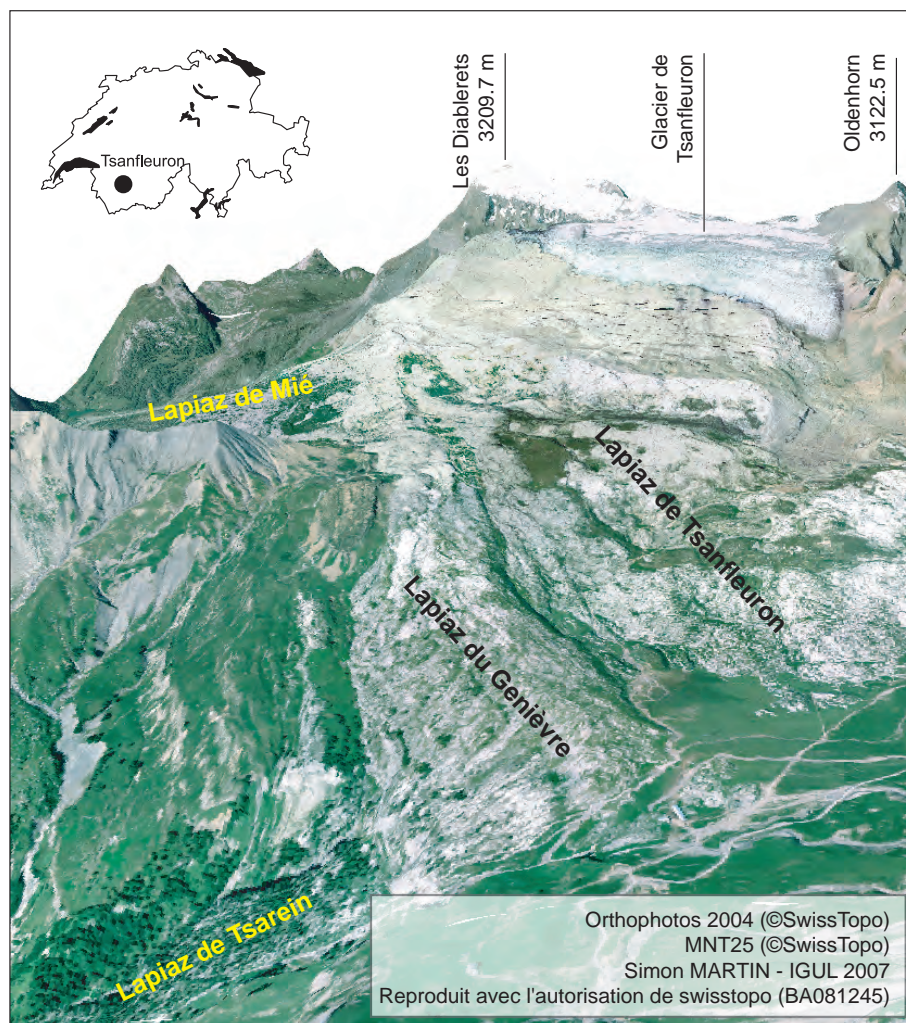 Tsanfleuron
Les Diablerets
3209.7 m
Glacier de
Tsanfleuron
Oldenhorn
3122.5 m
Lapiaz de Mié
Lapiaz de Tsanfleuron
Lapiaz du Genièvre
Lapiaz de Tsarein
Orthophotos 2004 (©SwissTopo)
MNT25 (©SwissTopo)
Simon MARTIN - IGUL 2007
Reproduit avec l'autorisation de swisstopo (BA081245)